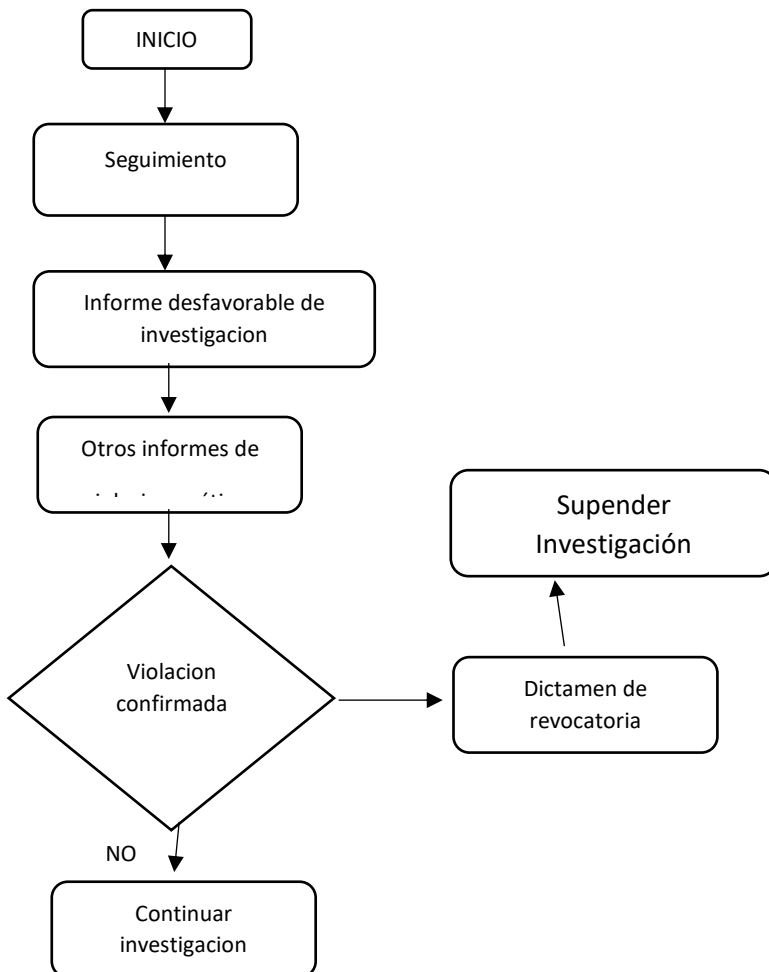 INICIO
Seguimiento
Informe desfavorable de
investigacion
Otros informes de
Supender
Investigación
Violacion
confirmada
Dictamen de
revocatoria
NO
Continuar
investigacion